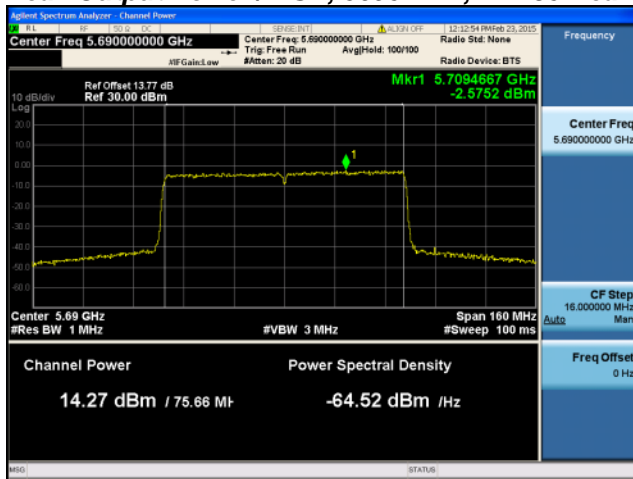 Agilent Spectrum Analyzer - Channel Power
RL RF 50 Ω DC SENSE:INT ALIGN OFF 12:12:54 PM Feb 23, 2015
Center Freq 5.690000000 GHz
Center Freq: 5.690000000 GHz
Radio Std: None
Trig: Free Run Avg|Hold: 100/100
#IFGain:Low
#Atten: 20 dB
Radio Device: BTS
Ref Offset 13.77 dB
Mkr1 5.7094667 GHz
10 dB/div Ref 30.00 dBm
-2.5752 dBm
Log
20.0
10.0
0.00
-10.0
-20.0
-30.0
-40.0
-50.0
-60.0
1
Center 5.69 GHz
Span 160 MHz
#Res BW 1 MHz
#VBW 3 MHz
#Sweep 100 ms
Channel Power
Power Spectral Density
14.27 dBm / 75.66 MH
-64.52 dBm /Hz
MSG
STATUS
Frequency
Center Freq
5.690000000 GHz
CF Step
16.000000 MHz
Auto Man
Freq Offset
0 Hz